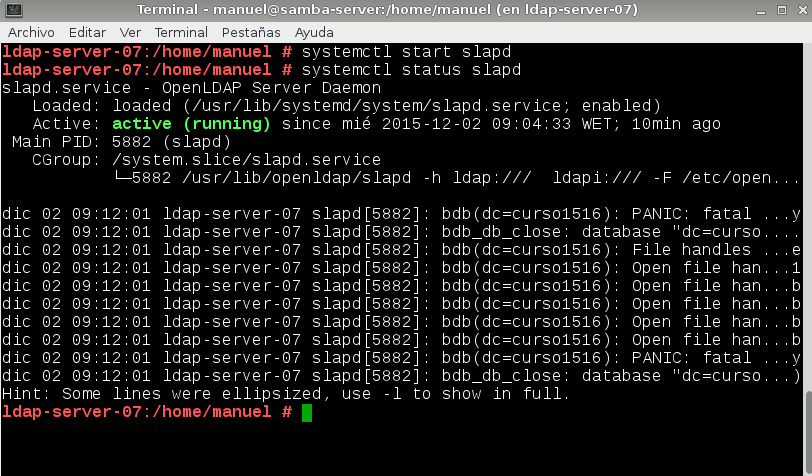 Terminal - manuel@samba-server:/home/manuel (en ldap-server-07)
Archivo Editar Ver Terminal Pestañas Ayuda
ldap-server-07:/home/manuel # systemctl start slapd
ldap-server-07:/home/manuel # systemctl status slapd
slapd.service - OpenLDAP Server Daemon
   Loaded: loaded (/usr/lib/systemd/system/slapd.service; enabled)
   Active: active (running) since mié 2015-12-02 09:04:33 WET; 10min ago
 Main PID: 5882 (slapd)
   CGroup: /system.slice/slapd.service
           └─5882 /usr/lib/openldap/slapd -h ldap:///  ldapi:/// -F /etc/open...

dic 02 09:12:01 ldap-server-07 slapd[5882]: bdb(dc=curso1516): PANIC: fatal ...y
dic 02 09:12:01 ldap-server-07 slapd[5882]: bdb_db_close: database "dc=curso....
dic 02 09:12:01 ldap-server-07 slapd[5882]: bdb(dc=curso1516): File handles ...e
dic 02 09:12:01 ldap-server-07 slapd[5882]: bdb(dc=curso1516): Open file han...1
dic 02 09:12:01 ldap-server-07 slapd[5882]: bdb(dc=curso1516): Open file han...b
dic 02 09:12:01 ldap-server-07 slapd[5882]: bdb(dc=curso1516): Open file han...b
dic 02 09:12:01 ldap-server-07 slapd[5882]: bdb(dc=curso1516): Open file han...b
dic 02 09:12:01 ldap-server-07 slapd[5882]: bdb(dc=curso1516): Open file han...b
dic 02 09:12:01 ldap-server-07 slapd[5882]: bdb(dc=curso1516): PANIC: fatal ...y
dic 02 09:12:01 ldap-server-07 slapd[5882]: bdb_db_close: database "dc=curso...)
Hint: Some lines were ellipsized, use -l to show in full.
ldap-server-07:/home/manuel #